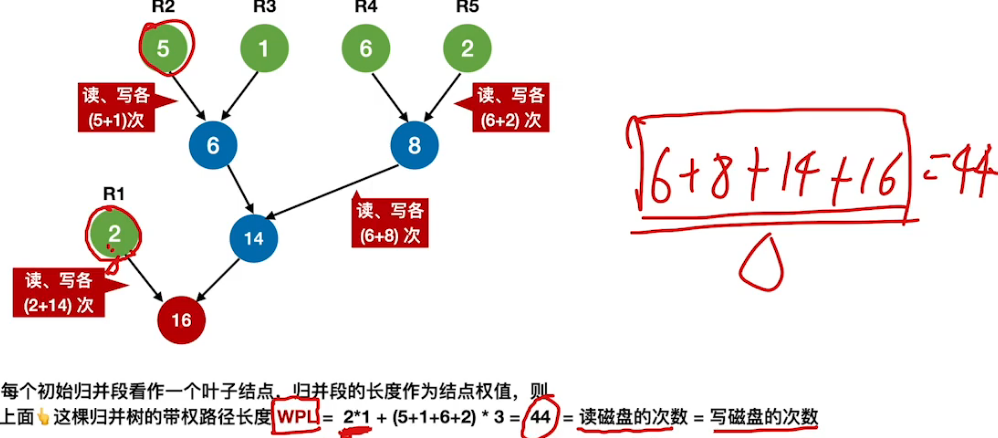 R2 R3 R4 R5
5 1 6 2
读、写各
(5+1)次
读、写各
(6+2) 次
6 8
6+8+14+16 =44
R1
2
14
读、写各
(6+8) 次
读、写各
(2+14) 次
16
每个初始归并段看作一个叶子结点，归并段的长度作为结点权值，则
上面👆这棵归并树的带权路径长度 WPL = 2*1 + (5+1+6+2) * 3 = 44 = 读磁盘的次数 = 写磁盘的次数